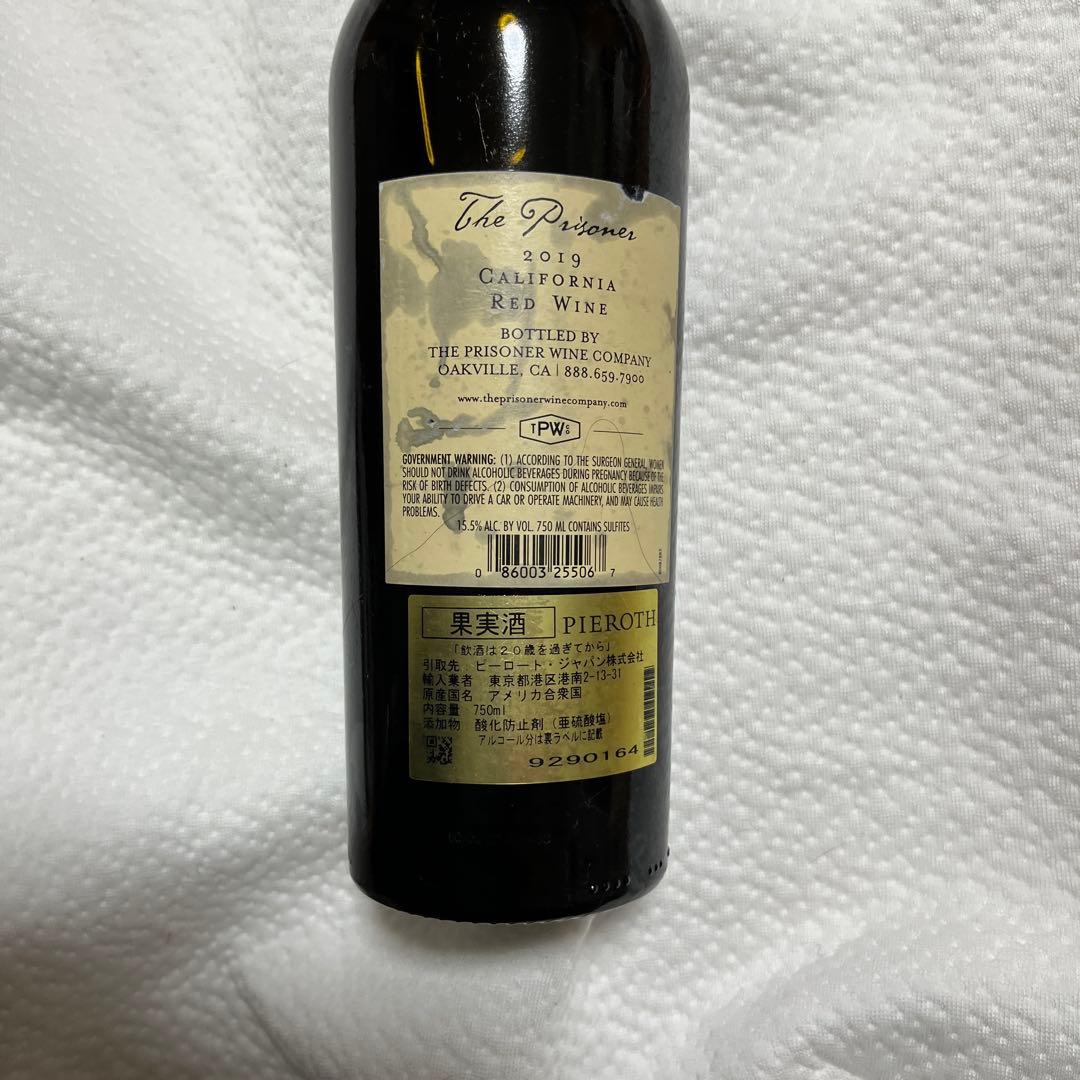 The Prisoner
2019
CALIFORNIA
RED WINE
BOTTLED BY
THE PRISONER WINE COMPANY
OAKVILLE, CA | 888.659.7900
www.theprisonerwinecompany.com
TPWCO
GOVERNMENT WARNING: (1) ACCORDING TO THE SURGEON GENERAL, WOMEN
SHOULD NOT DRINK ALCOHOLIC BEVERAGES DURING PREGNANCY BECAUSE OF THE
RISK OF BIRTH DEFECTS. (2) CONSUMPTION OF ALCOHOLIC BEVERAGES IMPAIRS
YOUR ABILITY TO DRIVE A CAR OR OPERATE MACHINERY, AND MAY CAUSE HEALTH
PROBLEMS.
15.5% ALC. BY VOL. 750 ML CONTAINS SULFITES
0 86003 25506 7
果実酒 PIEROTH
「飲酒は20歳を過ぎてから」
引取先 ピーロート・ジャパン株式会社
輸入業者 東京都港区港南2-13-31
原産国名 アメリカ合衆国
内容量 750ml
添加物 酸化防止剤(亜硫酸塩)
アルコール分は裏ラベルに記載
9290164